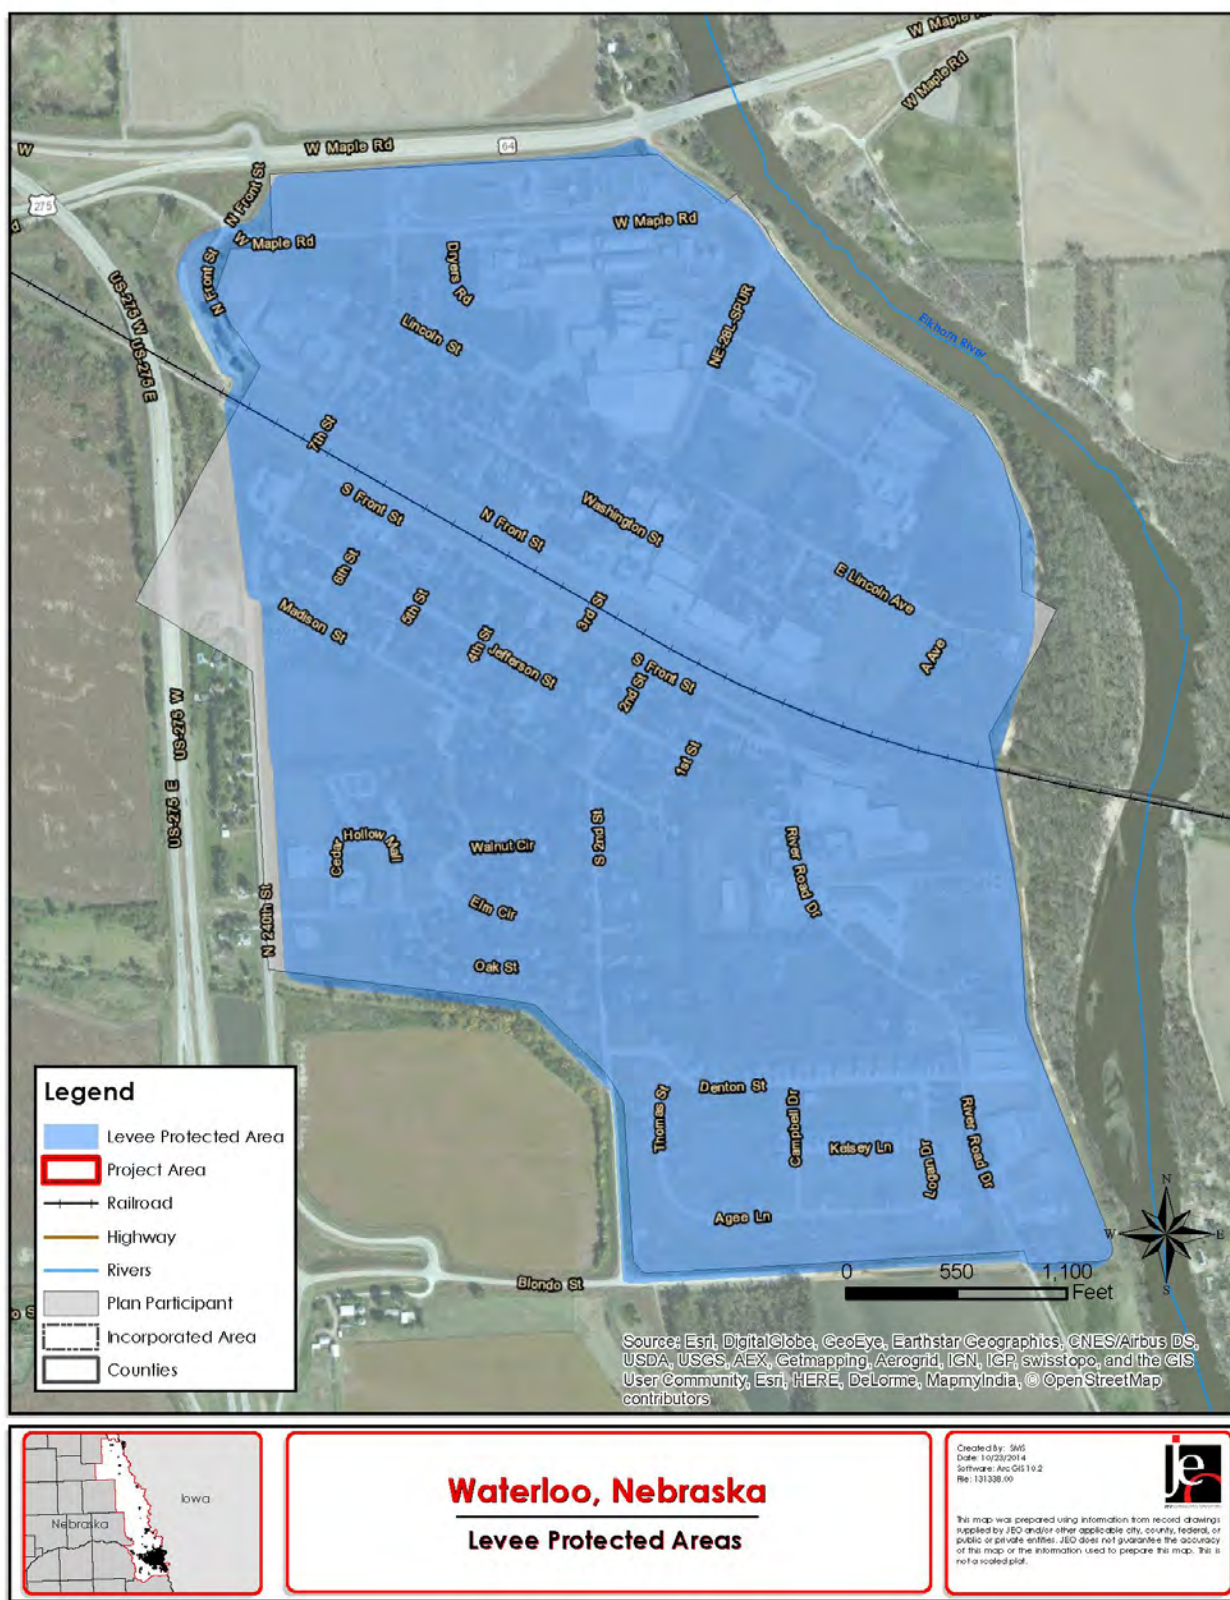 W Maple Rd
W Maple Rd
W
W Maple Rd
64
275
N Front St
W Maple Rd
W Maple Rd
N Front St
N
Dryers Rd
US-275 W
US-275 E
Lincoln St
NE-28L-SPUR
Elkhorn River
7th St
S Front St
N Front St
Washington St
6th St
5th St
3rd St
E Lincoln Ave
Madison St
4th St
Jefferson St
S Front St
2nd St
A Ave
1st St
US-275 W
US-275 E
Cedar Hollow Mall
Walnut Cir
S 2nd St
River Road Dr
Elm Cir
N 240th St
Oak St
Denton St
Thomas St
Campbell Dr
Kelsey Ln
Logan Dr
River Road Dr
Agee Ln
Blondo St
N
W
E
S
0 550 1,100
Feet
Legend
Levee Protected Area
Project Area
Railroad
Highway
Rivers
Plan Participant
Incorporated Area
Counties
Source: Esri, DigitalGlobe, GeoEye, Earthstar Geographics, CNES/Airbus DS,
USDA, USGS, AEX, Getmapping, Aerogrid, IGN, IGP, swisstopo, and the GIS
User Community, Esri, HERE, DeLorme, MapmyIndia, © OpenStreetMap
contributors
Iowa
Nebraska
Waterloo, Nebraska
Levee Protected Areas
Created By: SMS
Date: 10/23/2014
Software: Arc GIS 10.2
File: 131338.00
jeo
This map was prepared using information from record drawings
supplied by JEO and/or other applicable city, county, federal, or
public or private entities. JEO does not guarantee the accuracy
of this map or the information used to prepare this map. This is
not a scaled plat.